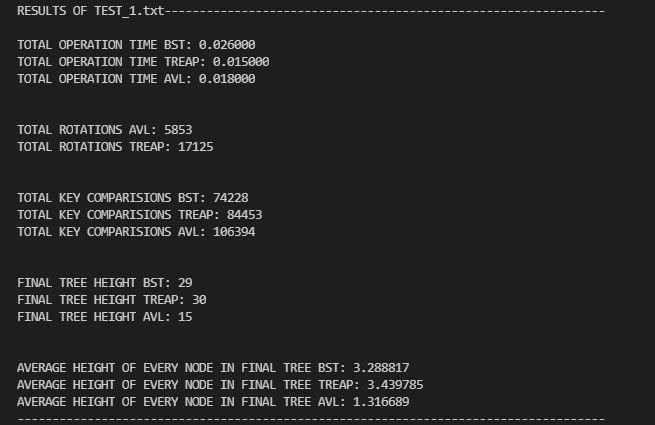 RESULTS OF TEST_1.txt---------------------------------------------------------------
TOTAL OPERATION TIME BST: 0.026000
TOTAL OPERATION TIME TREAP: 0.015000
TOTAL OPERATION TIME AVL: 0.018000
TOTAL ROTATIONS AVL: 5853
TOTAL ROTATIONS TREAP: 17125
TOTAL KEY COMPARISIONS BST: 74228
TOTAL KEY COMPARISIONS TREAP: 84453
TOTAL KEY COMPARISIONS AVL: 106394
FINAL TREE HEIGHT BST: 29
FINAL TREE HEIGHT TREAP: 30
FINAL TREE HEIGHT AVL: 15
AVERAGE HEIGHT OF EVERY NODE IN FINAL TREE BST: 3.288817
AVERAGE HEIGHT OF EVERY NODE IN FINAL TREE TREAP: 3.439785
AVERAGE HEIGHT OF EVERY NODE IN FINAL TREE AVL: 1.316689
------------------------------------------------------------------------------------